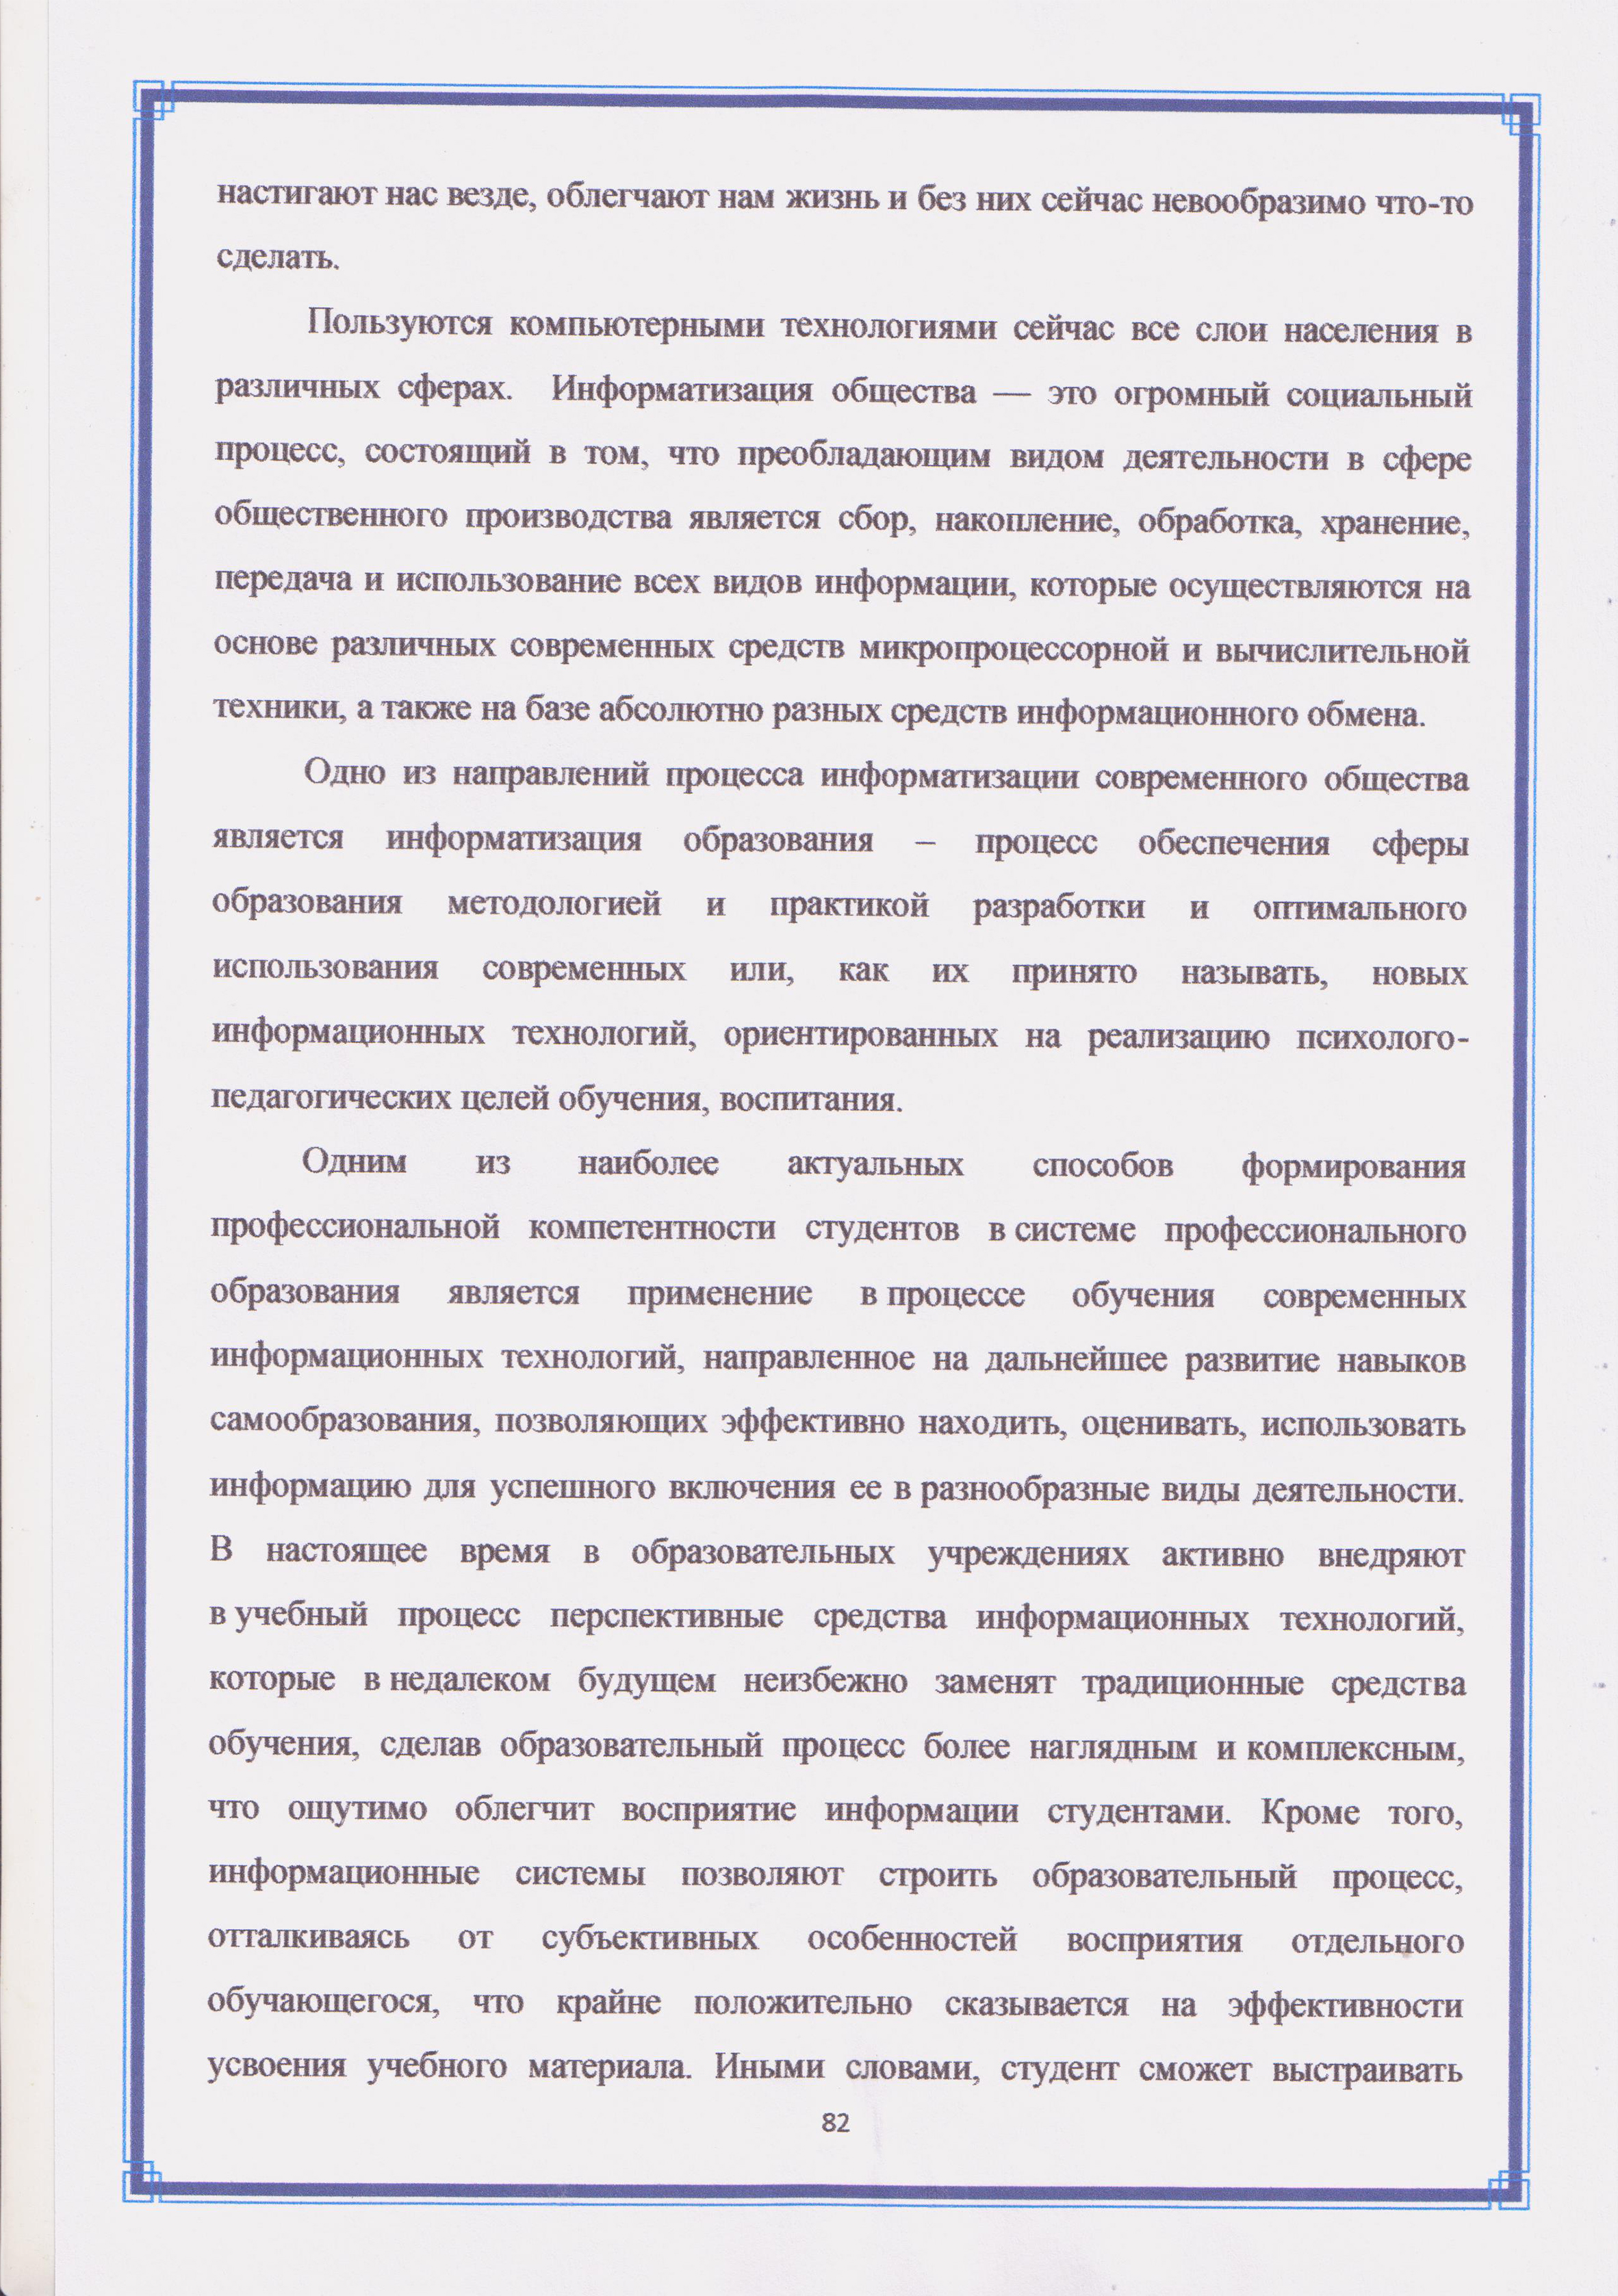 настигают нас везде, облегчают нам жизнь и без них сейчас невообразимо что-то
сделать.
Пользуются компьютерными технологиями сейчас все слои населения в
различных сферах. Информатизация общества — это огромный социальный
процесс, состоящий в том, что преобладающим видом деятельности в сфере
общественного производства является сбор, накопление, обработка, хранение,
передача и использование всех видов информации, которые осуществляются на
основе различных современных средств микропроцессорной и вычислительной
техники, а также на базе абсолютно разных средств информационного обмена.
Одно из направлений процесса информатизации современного общества
является информатизация образования – процесс обеспечения сферы
образования методологией и практикой разработки и оптимального
использования современных или, как их принято называть, новых
информационных технологий, ориентированных на реализацию психолого-
педагогических целей обучения, воспитания.
Одним из наиболее актуальных способов формирования
профессиональной компетентности студентов в системе профессионального
образования является применение в процессе обучения современных
информационных технологий, направленное на дальнейшее развитие навыков
самообразования, позволяющих эффективно находить, оценивать, использовать
информацию для успешного включения ее в разнообразные виды деятельности.
В настоящее время в образовательных учреждениях активно внедряют
в учебный процесс перспективные средства информационных технологий,
которые в недалеком будущем неизбежно заменят традиционные средства
обучения, сделав образовательный процесс более наглядным и комплексным,
что ощутимо облегчит восприятие информации студентами. Кроме того,
информационные системы позволяют строить образовательный процесс,
отталкиваясь от субъективных особенностей восприятия отдельного
обучающегося, что крайне положительно сказывается на эффективности
усвоения учебного материала. Иными словами, студент сможет выстраивать
82